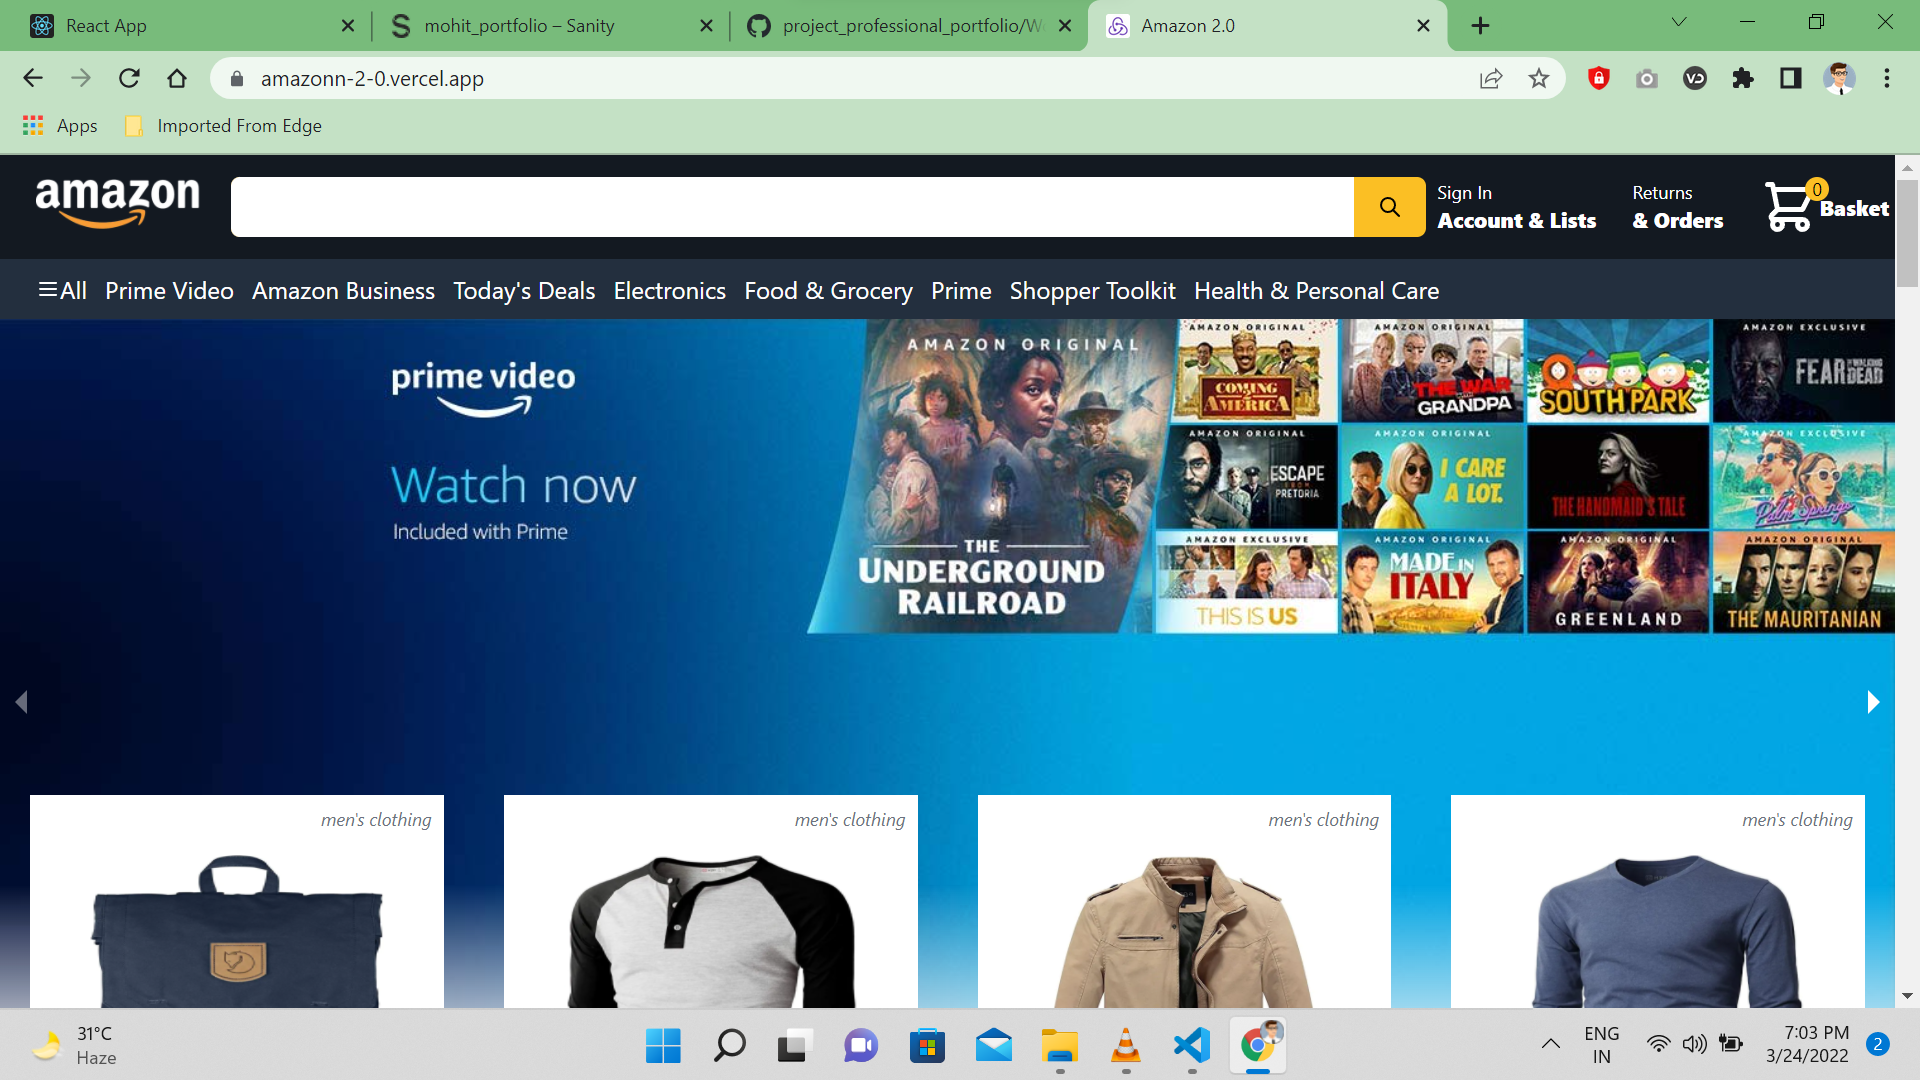 React App
mohit_portfolio – Sanity
project_professional_portfolio/W
Amazon 2.0
amazonn-2-0.vercel.app
Apps
Imported From Edge
amazon
Sign In
Account & Lists
Returns
& Orders
0
Basket
All Prime Video Amazon Business Today's Deals Electronics Food & Grocery Prime Shopper Toolkit Health & Personal Care
prime video
Watch now
Included with Prime
AMAZON ORIGINAL
THE
UNDERGROUND
RAILROAD
AMAZON ORIGINAL
COMING
2
AMERICA
AMAZON ORIGINAL
THE WAR
GRANDPA
SOUTH PARK
AMAZON EXCLUSIVE
FEAR THE WALKING DEAD
AMAZON ORIGINAL
ESCAPE
FROM
PRETORIA
AMAZON ORIGINAL
I CARE
A LOT.
THE HANDMAID'S TALE
AMAZON EXCLUSIVE
Palm Springs
AMAZON EXCLUSIVE
THIS IS US
AMAZON ORIGINAL
MADE IN
ITALY
AMAZON ORIGINAL
GREENLAND
AMAZON ORIGINAL
THE MAURITANIAN
men's clothing
men's clothing
men's clothing
men's clothing
31°C
Haze
ENG
IN
7:03 PM
3/24/2022
2